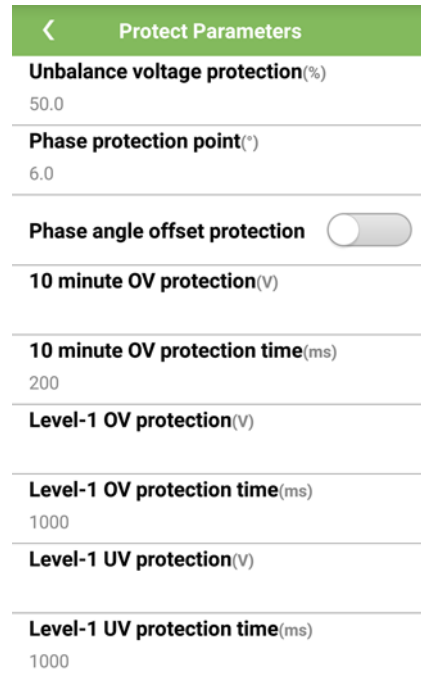 Protect Parameters
Unbalance voltage protection(%)
50.0
Phase protection point(°)
6.0
Phase angle offset protection
10 minute OV protection(V)
10 minute OV protection time(ms)
200
Level-1 OV protection(V)
Level-1 OV protection time(ms)
1000
Level-1 UV protection(V)
Level-1 UV protection time(ms)
1000